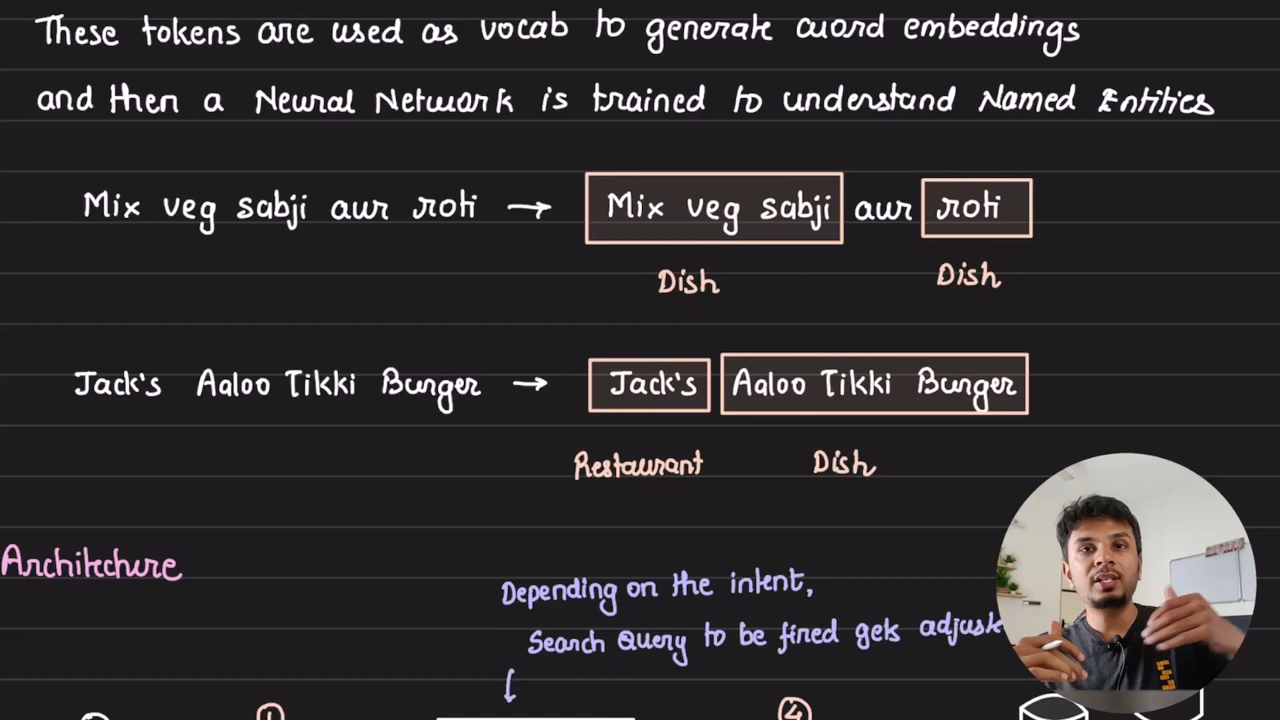 These tokens are used as vocab to generate word embeddings
and then a Neural Network is trained to understand Named Entities
Mix veg sabji aur roti → Mix veg sabji aur roti
Dish Dish
Jack's Aaloo Tikki Burger → Jack's Aaloo Tikki Burger
Restaurant Dish
Architecture
Depending on the intent,
Search Query to be fired gets
1 4